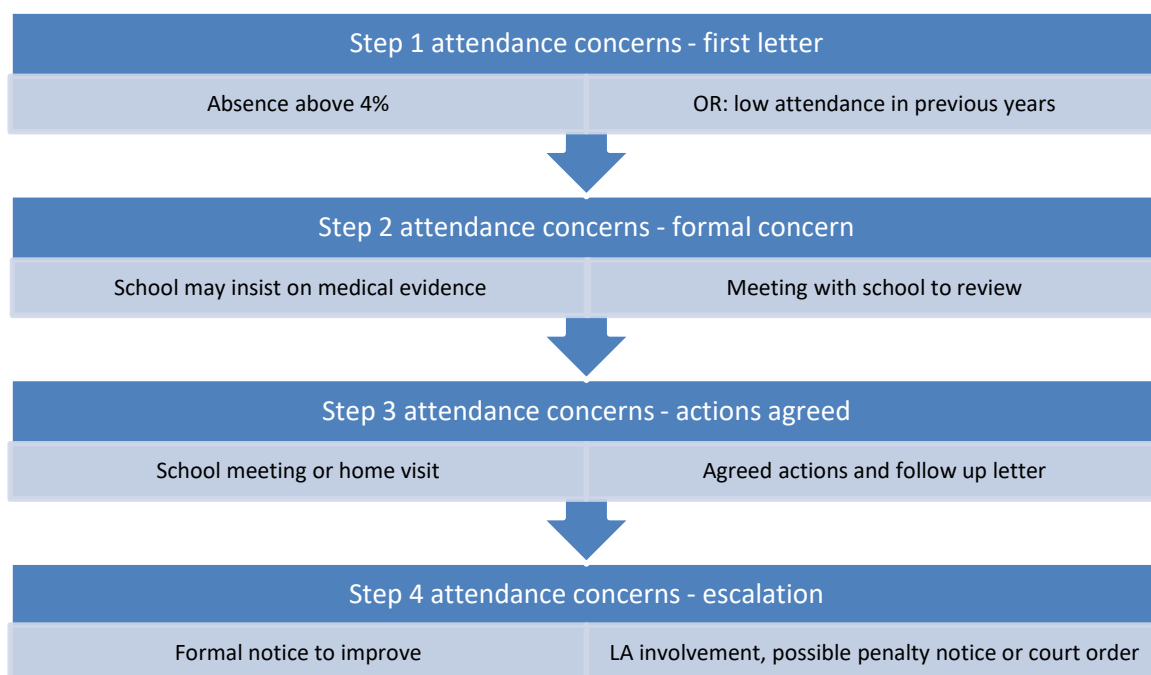 Step 1 attendance concerns - first letter
Absence above 4%
OR: low attendance in previous years
Step 2 attendance concerns - formal concern
School may insist on medical evidence
Meeting with school to review
Step 3 attendance concerns - actions agreed
School meeting or home visit
Agreed actions and follow up letter
Step 4 attendance concerns - escalation
Formal notice to improve
LA involvement, possible penalty notice or court order